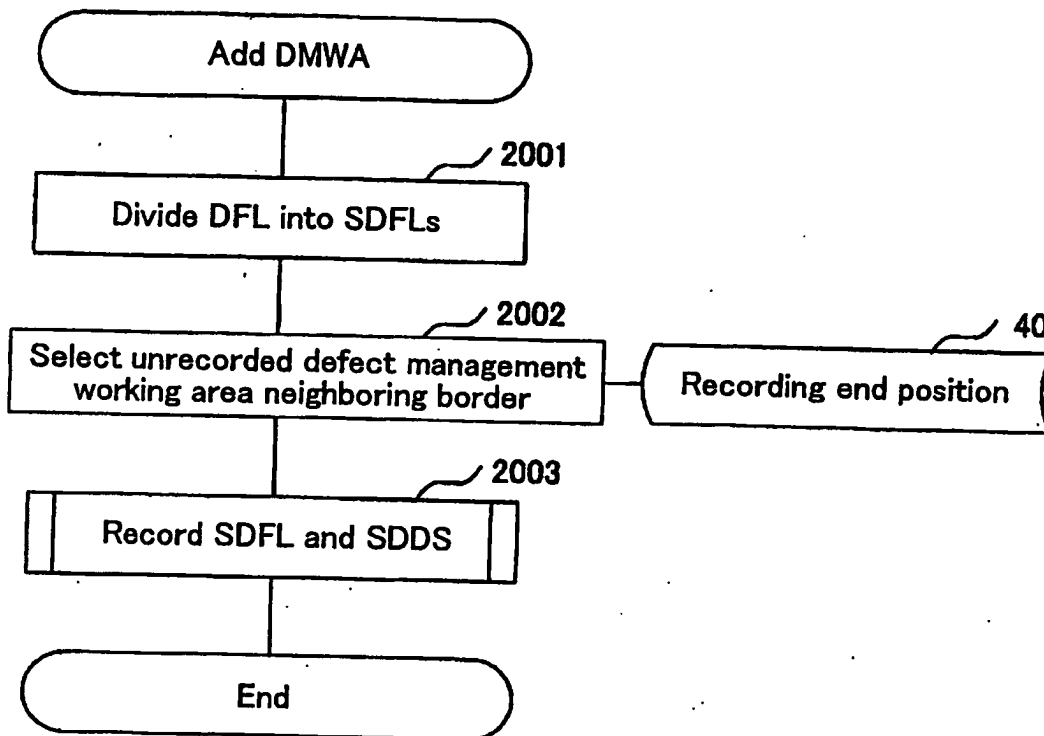 Add DMWA
2001
Divide DFL into SDFLs
2002
Select unrecorded defect management
working area neighboring border
40
Recording end position
2003
Record SDFL and SDDS
End